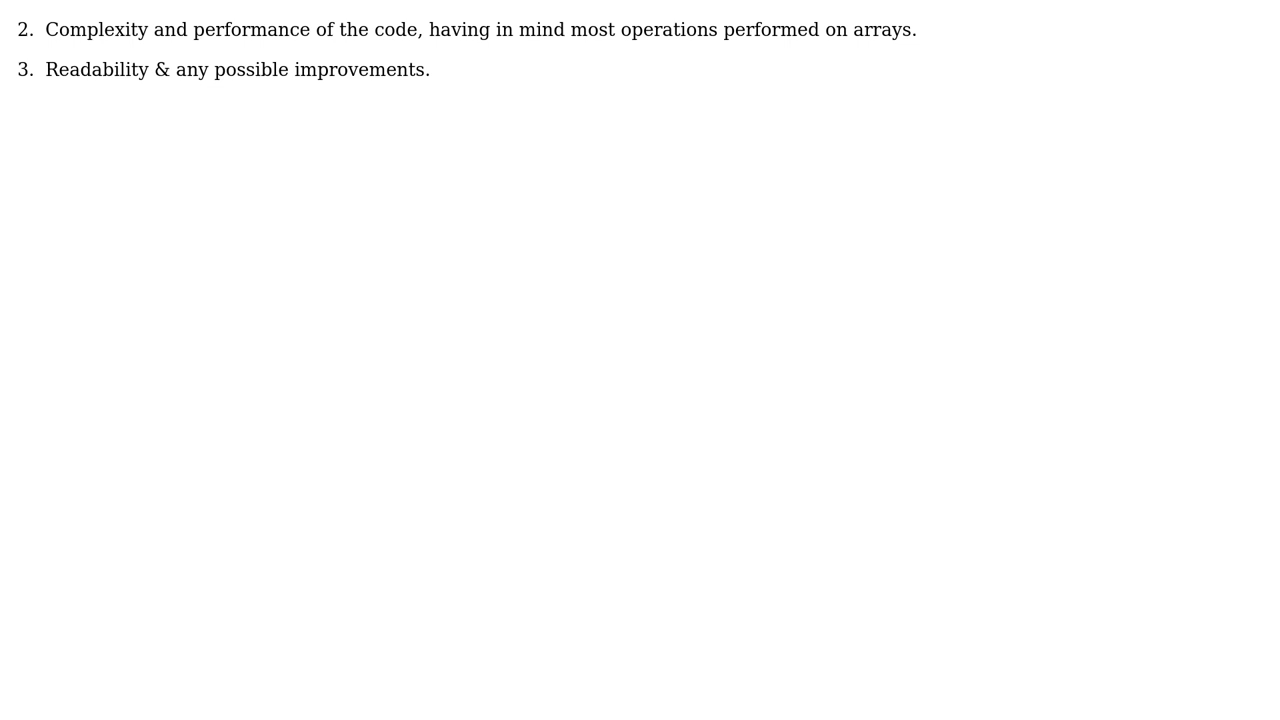 2. Complexity and performance of the code, having in mind most operations performed on arrays.
3. Readability & any possible improvements.